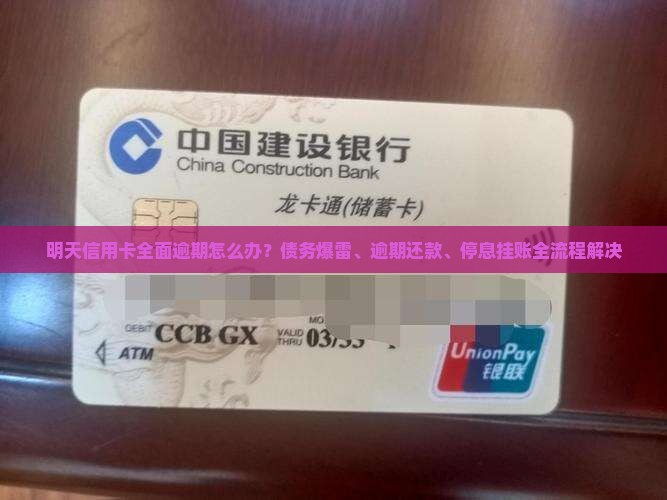 中国建设银行
China Construction Bank
龙卡通(储蓄卡)
明天信用卡全面逾期怎么办？债务爆雷、逾期还款、停息挂账全流程解决
DEBIT CCB GX VALID THRU 03/33
ATM
UnionPay
银联